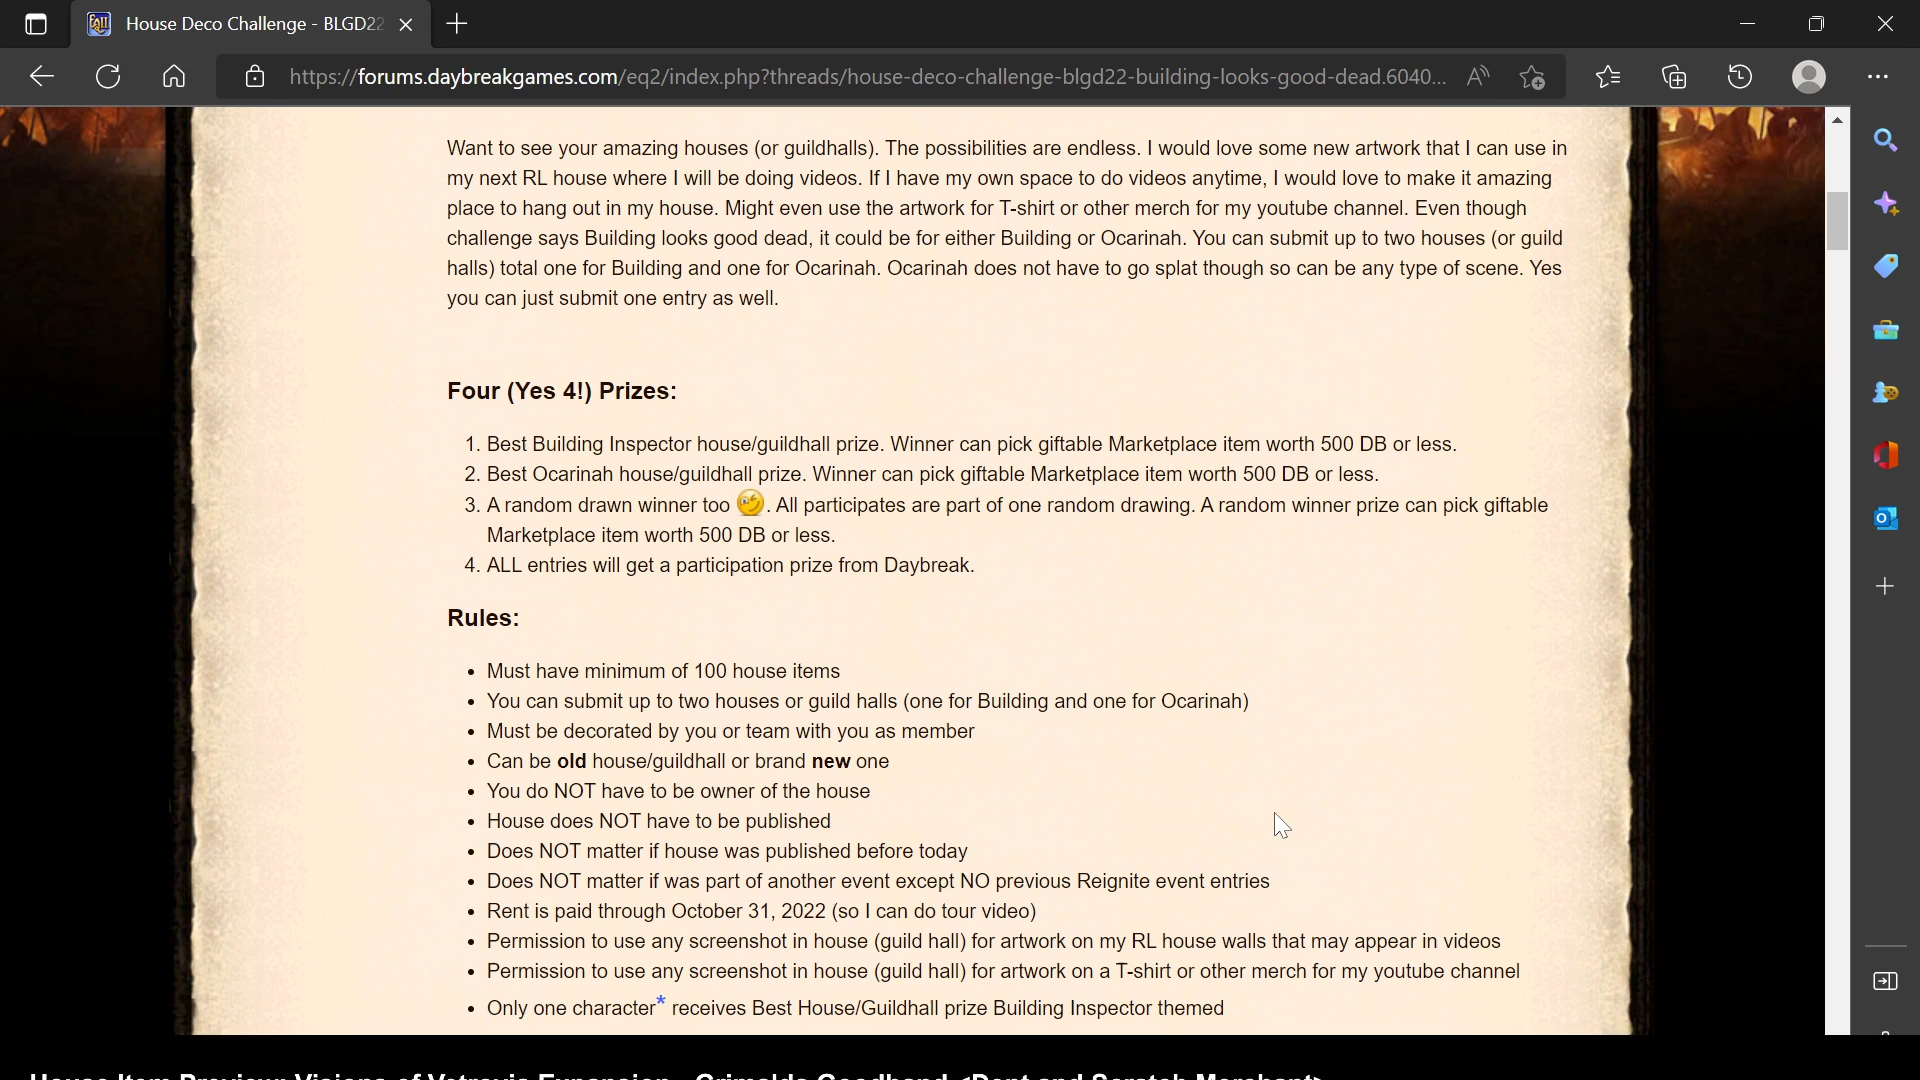 House Deco Challenge - BLGD22
https://forums.daybreakgames.com/eq2/index.php?threads/house-deco-challenge-blgd22-building-looks-good-dead.6040...
Want to see your amazing houses (or guildhalls). The possibilities are endless. I would love some new artwork that I can use in
my next RL house where I will be doing videos. If I have my own space to do videos anytime, I would love to make it amazing
place to hang out in my house. Might even use the artwork for T-shirt or other merch for my youtube channel. Even though
challenge says Building looks good dead, it could be for either Building or Ocarinah. You can submit up to two houses (or guild
halls) total one for Building and one for Ocarinah. Ocarinah does not have to go splat though so can be any type of scene. Yes
you can just submit one entry as well.
Four (Yes 4!) Prizes:
1. Best Building Inspector house/guildhall prize. Winner can pick giftable Marketplace item worth 500 DB or less.
2. Best Ocarinah house/guildhall prize. Winner can pick giftable Marketplace item worth 500 DB or less.
3. A random drawn winner too . All participates are part of one random drawing. A random winner prize can pick giftable
Marketplace item worth 500 DB or less.
4. ALL entries will get a participation prize from Daybreak.
Rules:
• Must have minimum of 100 house items
• You can submit up to two houses or guild halls (one for Building and one for Ocarinah)
• Must be decorated by you or team with you as member
• Can be old house/guildhall or brand new one
• You do NOT have to be owner of the house
• House does NOT have to be published
• Does NOT matter if house was published before today
• Does NOT matter if was part of another event except NO previous Reignite event entries
• Rent is paid through October 31, 2022 (so I can do tour video)
• Permission to use any screenshot in house (guild hall) for artwork on my RL house walls that may appear in videos
• Permission to use any screenshot in house (guild hall) for artwork on a T-shirt or other merch for my youtube channel
• Only one character* receives Best House/Guildhall prize Building Inspector themed
House Item Preview: Visions of Vetrovia Expansion - Grimalda Goodhand <Dent and Scratch Merchant>